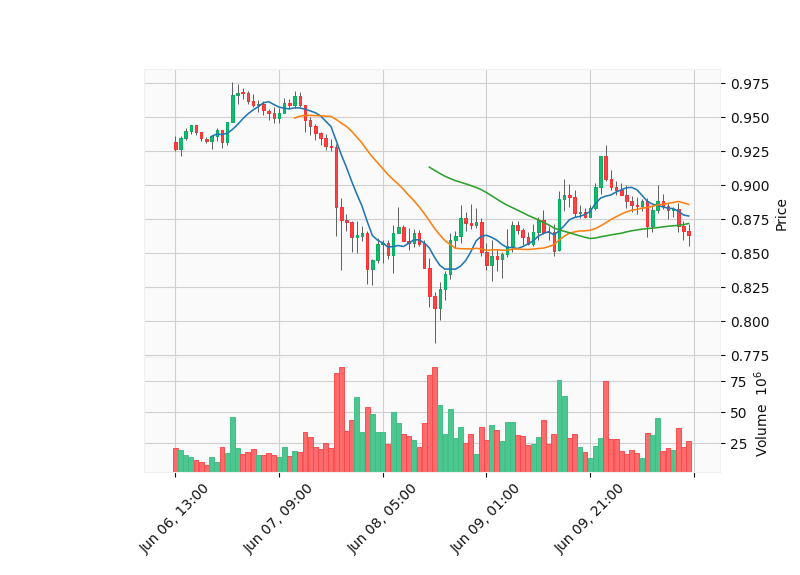 0.975
0.950
0.925
0.900
0.875
0.850
0.825
0.800
0.775
Price
75
50
25
Volume 10^6
Jun 06, 13:00
Jun 07, 09:00
Jun 08, 05:00
Jun 09, 01:00
Jun 09, 21:00